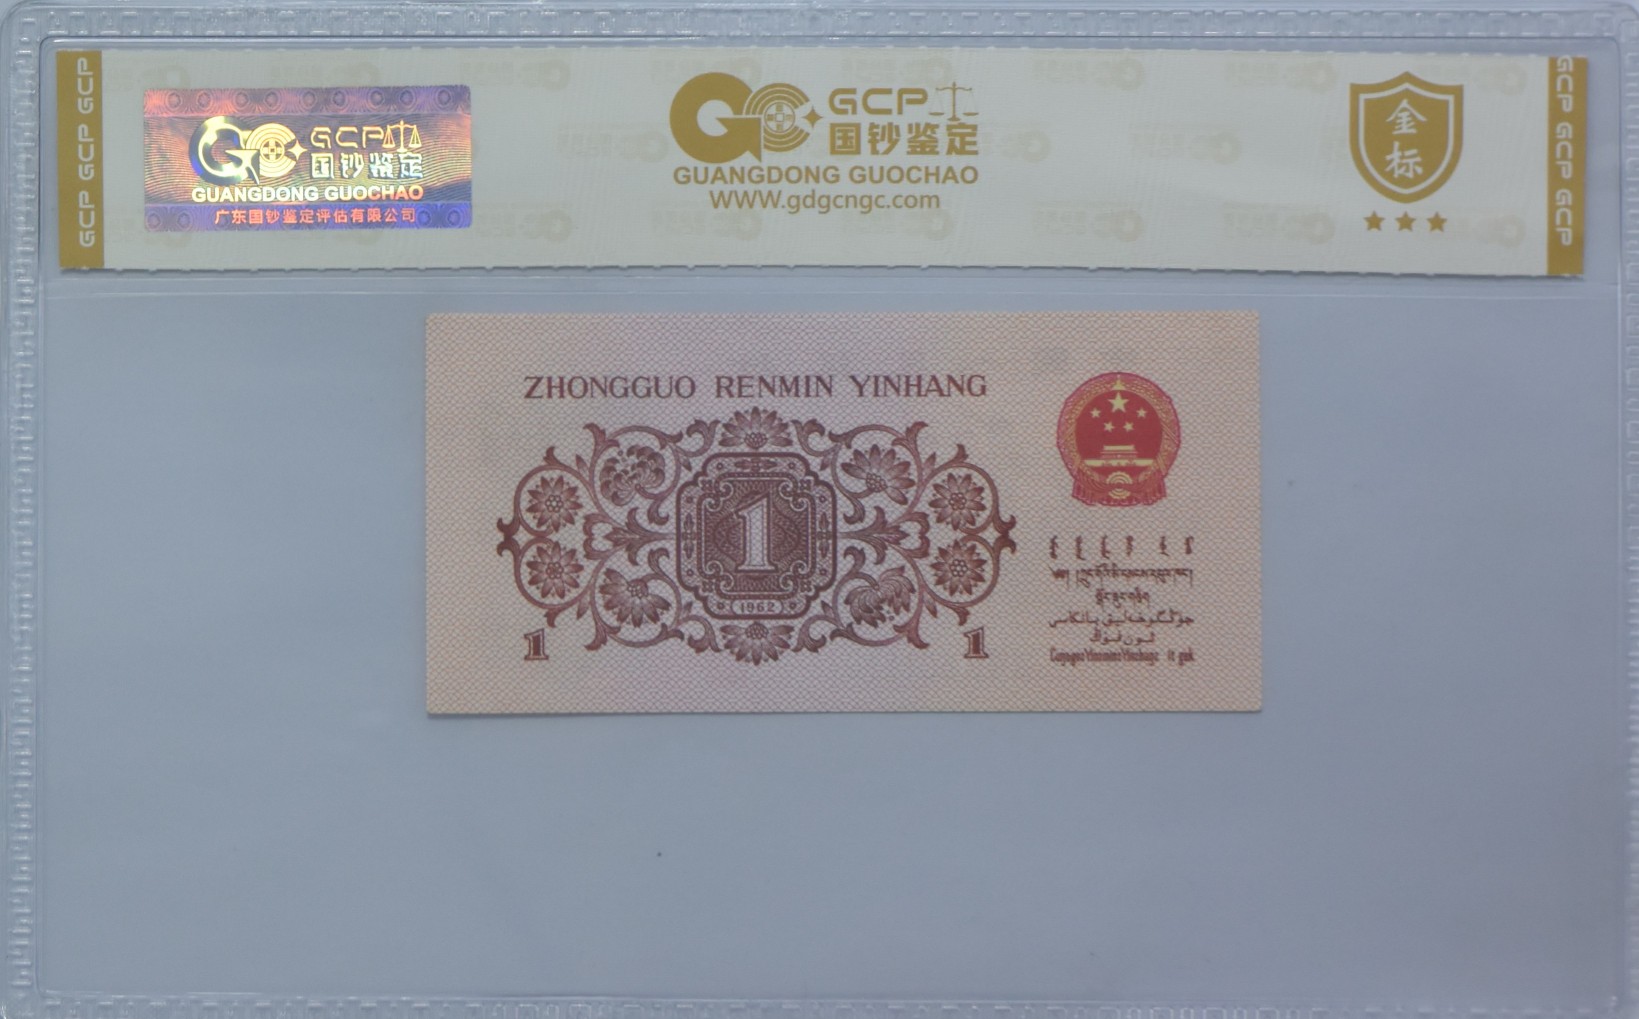 GCP GCP GCP
GCP
国钞鉴定
GUANGDONG GUOCHAO
广东国钞鉴定评估有限公司
GCP
国钞鉴定
GUANGDONG GUOCHAO
WWW.gdgcngc.com
金
标
GCP GCP GCP
ZHONGGUO RENMIN YINHANG
1
(1962)
1
1